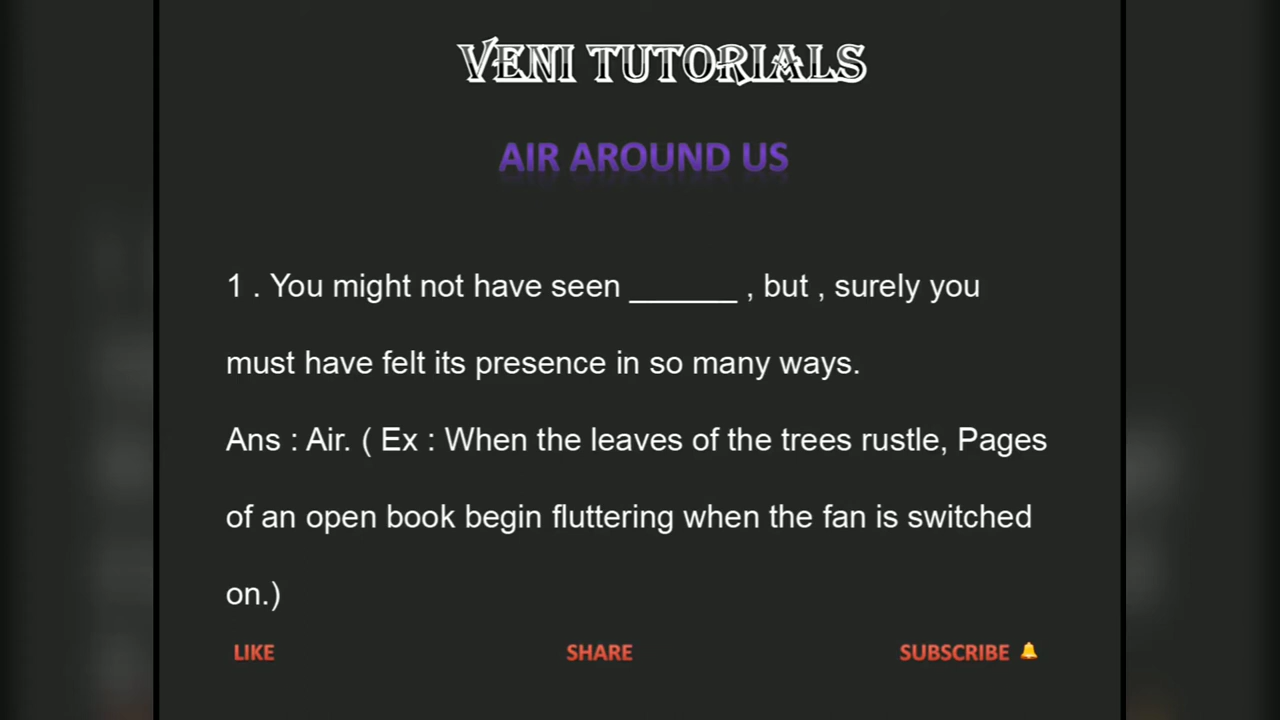 VENI TUTORIALS
AIR AROUND US
1 . You might not have seen ______ , but , surely you
must have felt its presence in so many ways.
Ans : Air. ( Ex : When the leaves of the trees rustle, Pages
of an open book begin fluttering when the fan is switched
on.)
LIKE SHARE SUBSCRIBE 🔔